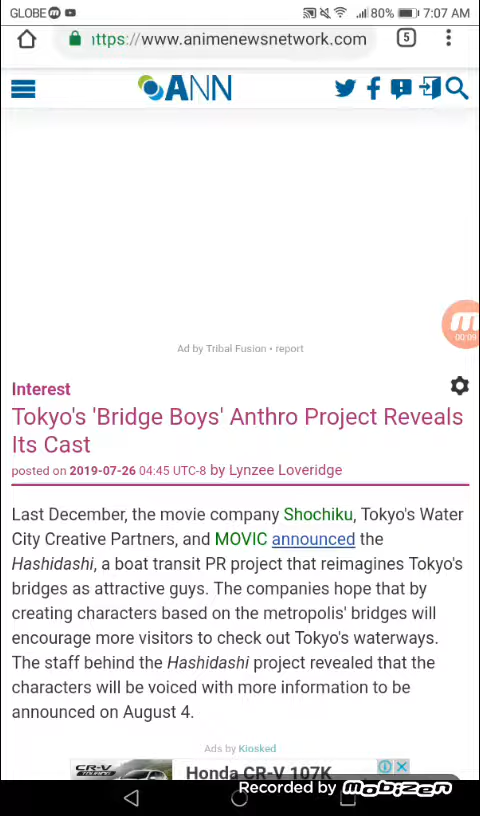 GLOBE
80% 7:07 AM
https://www.animenewsnetwork.com
5
ANN
Ad by Tribal Fusion • report
00:09
Interest
Tokyo's 'Bridge Boys' Anthro Project Reveals
Its Cast
posted on 2019-07-26 04:45 UTC-8 by Lynzee Loveridge
Last December, the movie company Shochiku, Tokyo's Water
City Creative Partners, and MOVIC announced the
Hashidashi, a boat transit PR project that reimagines Tokyo's
bridges as attractive guys. The companies hope that by
creating characters based on the metropolis' bridges will
encourage more visitors to check out Tokyo's waterways.
The staff behind the Hashidashi project revealed that the
characters will be voiced with more information to be
announced on August 4.
Ads by Kiosked
CR-V
Honda CR-V 107K
Recorded by Mobizen